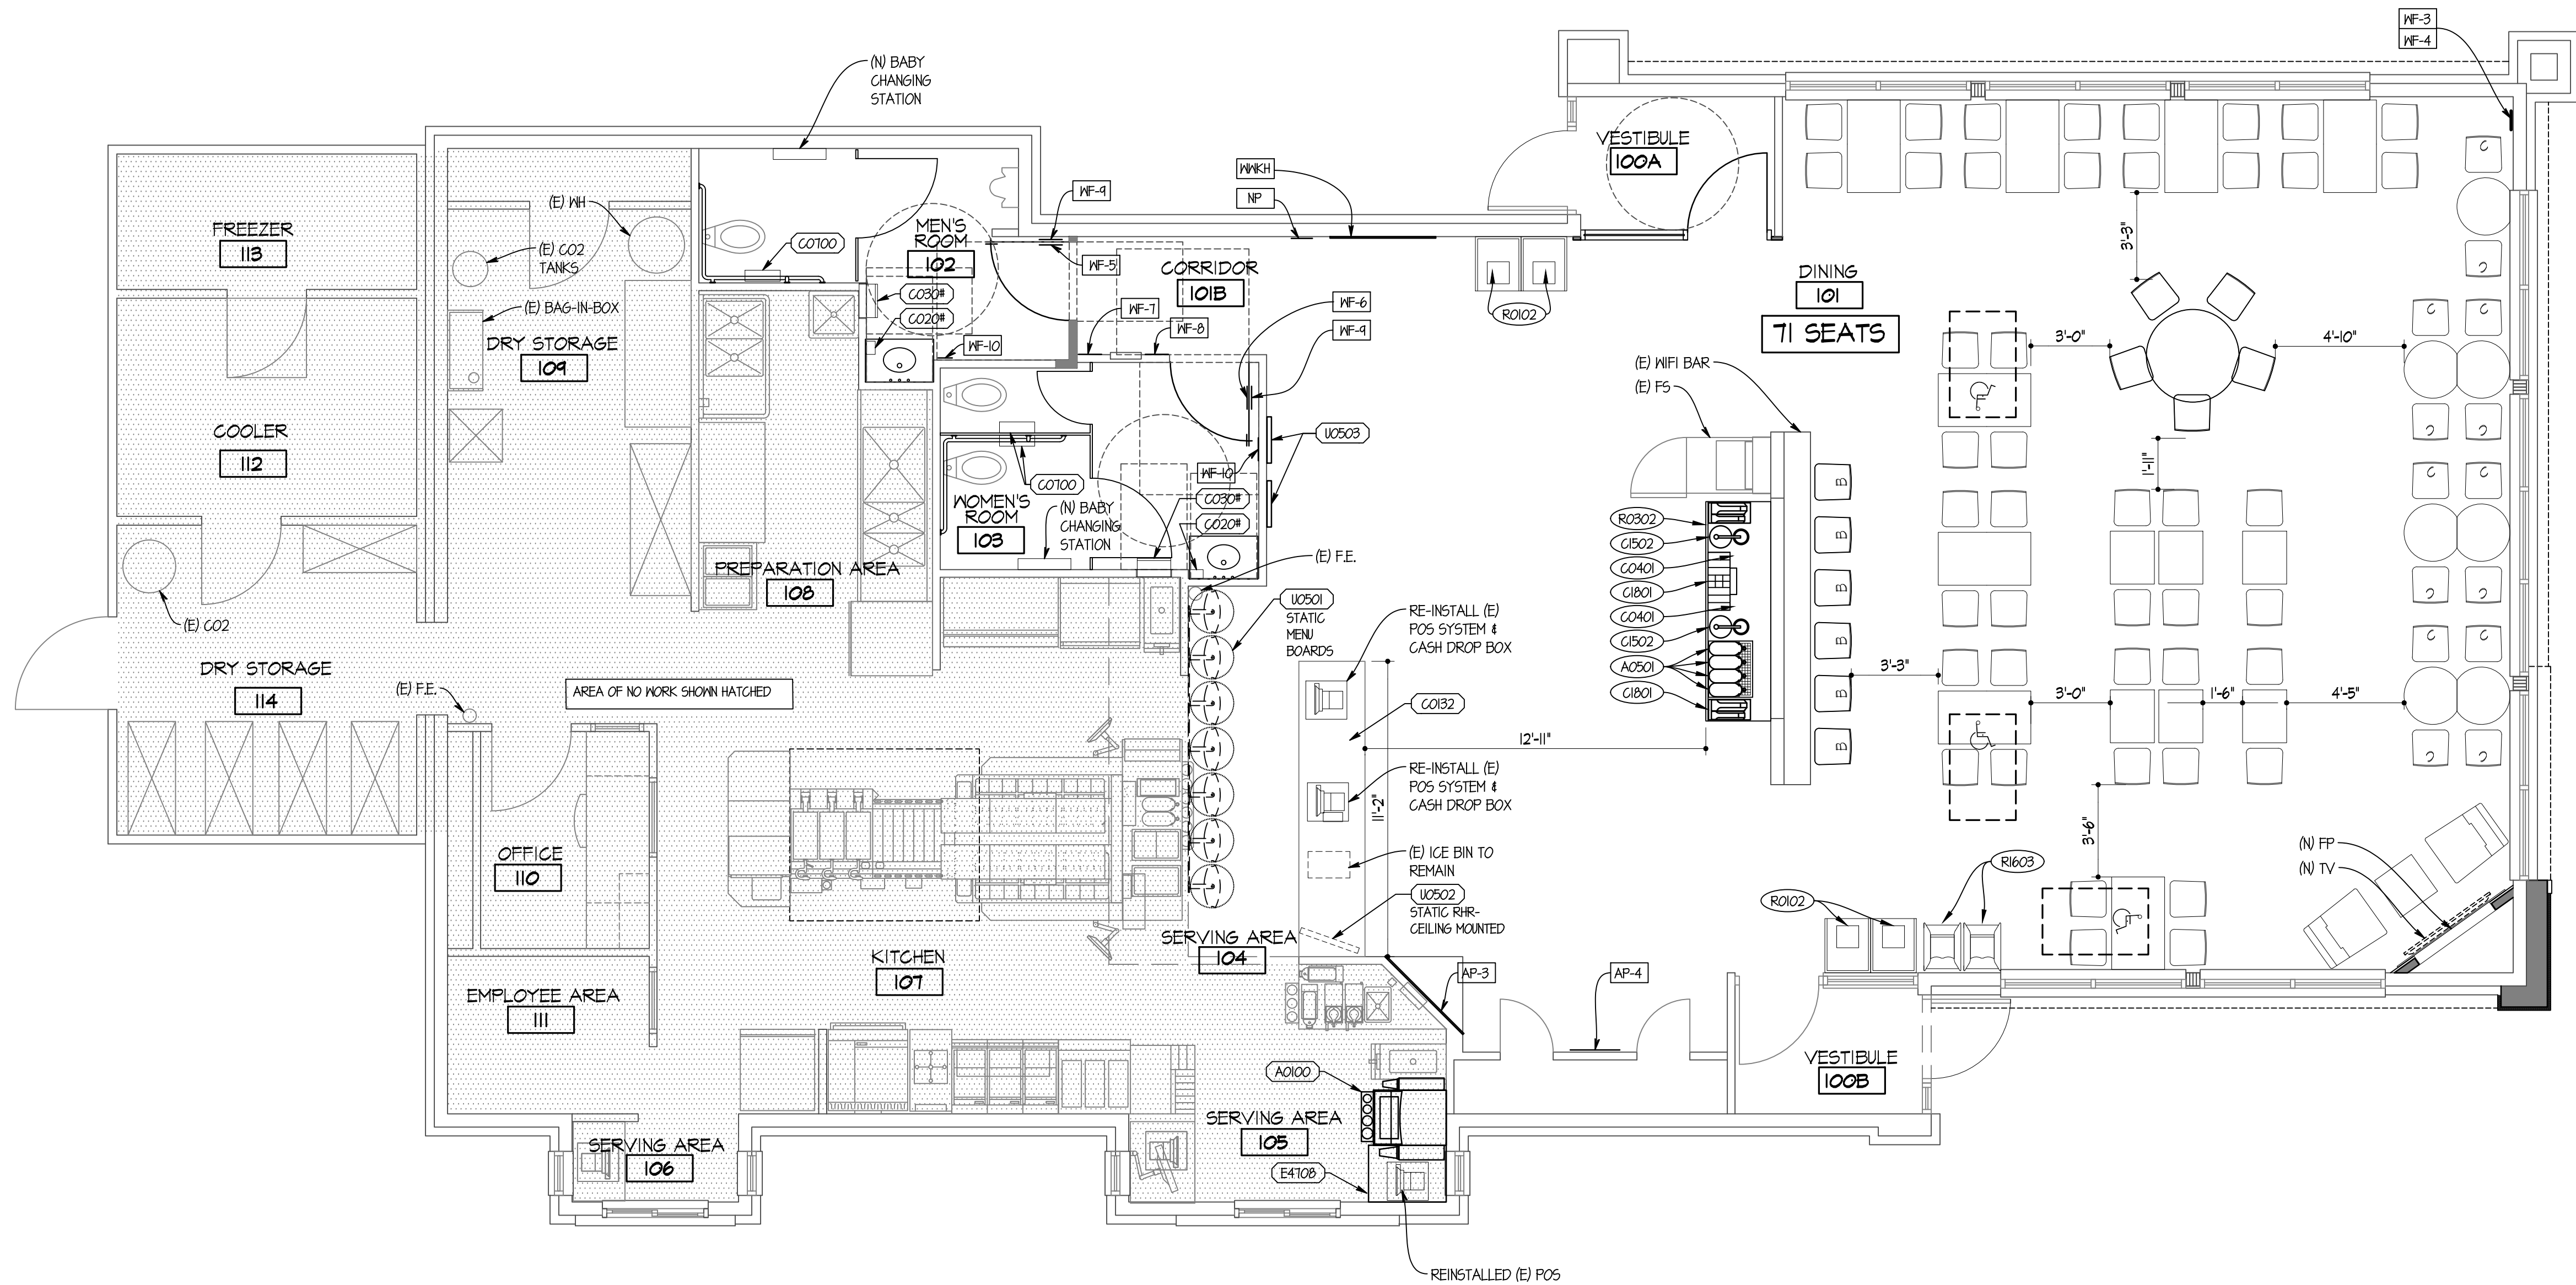 WF-3
WF-4
(N) BABY
CHANGING
STATION
VESTIBULE
100A
WWKH
NP
WF-9
(E) WH
FREEZER
113
(E) CO2
TANKS
C0700
MEN'S
ROOM
102
WF-5
CORRIDOR
101B
C030#
C020#
WF-7
WF-8
WF-6
WF-9
WF-10
R0102
DINING
101
71 SEATS
3'-3"
3'-0"
4'-10"
(E) BAG-IN-BOX
DRY STORAGE
109
(E) WIFI BAR
(E) FS
COOLER
112
U0503
WF-10
C0700
C030#
C020#
WOMEN'S
ROOM
103
(N) BABY
CHANGING
STATION
1'-11"
C
C
C
C
C
C
C
C
C
C
C
C
C
C
B
B
B
B
B
B
R0302
C1502
C0401
C1801
C0401
C1502
A0501
C1801
(E) F.E.
PREPARATION AREA
108
(E) CO2
U0501
STATIC
MENU
BOARDS
RE-INSTALL (E)
POS SYSTEM &
CASH DROP BOX
DRY STORAGE
114
(E) F.E.
AREA OF NO WORK SHOWN HATCHED
C0132
3'-3"
3'-0"
1'-6"
4'-5"
12'-11"
RE-INSTALL (E)
POS SYSTEM &
CASH DROP BOX
11'-2"
3'-6"
OFFICE
110
(E) ICE BIN TO
REMAIN
U0502
STATIC RHR-
CEILING MOUNTED
(N) FP
(N) TV
R1603
R0102
SERVING AREA
104
KITCHEN
107
AP-3
AP-4
EMPLOYEE AREA
111
VESTIBULE
100B
A0100
SERVING AREA
105
E4708
SERVING AREA
106
REINSTALLED (E) POS